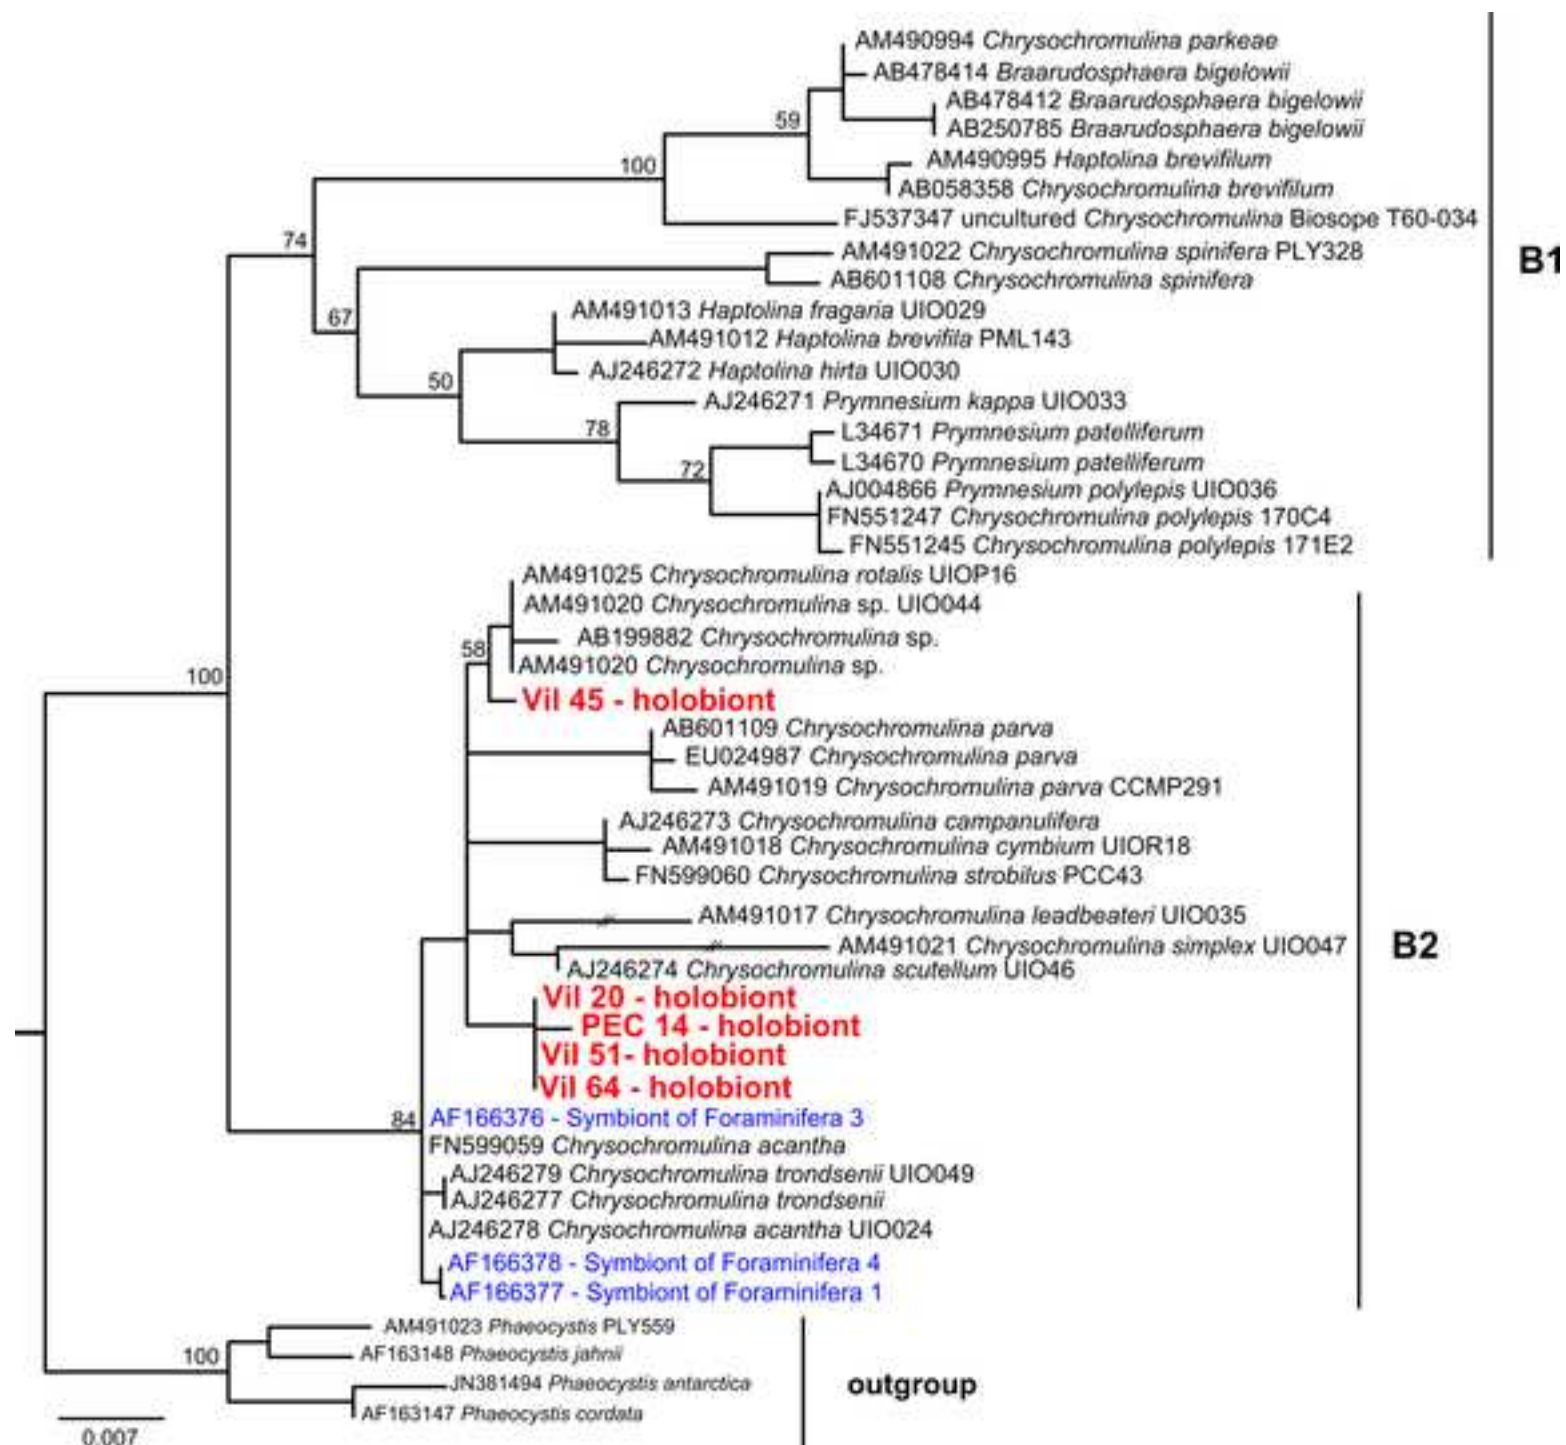 AM490994 Chrysochromulina parkeae
AB478414 Braarudosphaera bigelowii
AB478412 Braarudosphaera bigelowii
59
AB250785 Braarudosphaera bigelowii
AM490995 Haptolina brevifilum
100
AB058358 Chrysochromulina brevifilum
FJ537347 uncultured Chrysochromulina Biosope T60-034
74
AM491022 Chrysochromulina spinifera PLY328
B1
AB601108 Chrysochromulina spinifera
AM491013 Haptolina fragaria UIO029
67
AM491012 Haptolina brevifila PML143
AJ246272 Haptolina hirta UIO030
50
AJ246271 Prymnesium kappa UIO033
78
L34671 Prymnesium patelliferum
L34670 Prymnesium patelliferum
72
AJ004866 Prymnesium polylepis UIO036
FN551247 Chrysochromulina polylepis 170C4
FN551245 Chrysochromulina polylepis 171E2
AM491025 Chrysochromulina rotalis UIOP16
AM491020 Chrysochromulina sp. UIO044
AB199882 Chrysochromulina sp.
58
AM491020 Chrysochromulina sp.
100
Vil 45 - holobiont
AB601109 Chrysochromulina parva
EU024987 Chrysochromulina parva
AM491019 Chrysochromulina parva CCMP291
AJ246273 Chrysochromulina campanulifera
AM491018 Chrysochromulina cymbium UIOR18
FN599060 Chrysochromulina strobilus PCC43
AM491017 Chrysochromulina leadbeateri UIO035
AM491021 Chrysochromulina simplex UIO047
B2
AJ246274 Chrysochromulina scutellum UIO46
Vil 20 - holobiont
PEC 14 - holobiont
Vil 51- holobiont
Vil 64 - holobiont
84
AF166376 - Symbiont of Foraminifera 3
FN599059 Chrysochromulina acantha
AJ246279 Chrysochromulina trondsenii UIO049
AJ246277 Chrysochromulina trondsenii
AJ246278 Chrysochromulina acantha UIO024
AF166378 - Symbiont of Foraminifera 4
AF166377 - Symbiont of Foraminifera 1
AM491023 Phaeocystis PLY559
100
AF163148 Phaeocystis jahnii
JN381494 Phaeocystis antarctica
outgroup
AF163147 Phaeocystis cordata
0.007